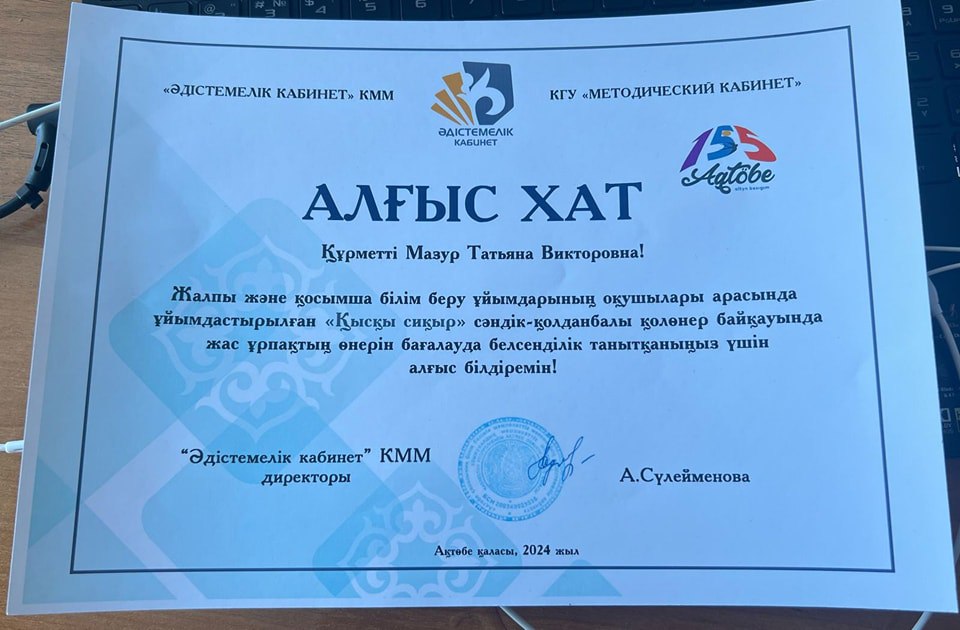 «ӘДІСТЕМЕЛІК КАБИНЕТ» КММ
ӘДІСТЕМЕЛІК
КАБИНЕТ
КГУ «МЕТОДИЧЕСКИЙ КАБИНЕТ»
155
Aqtöbe
АЛҒЫС ХАТ
Құрметті Мазур Татьяна Викторовна!
Жалпы және қосымша білім беру ұйымдарының оқушылары арасында
ұйымдастырылған «Қысқы сиқыр» сәндік-қолданбалы қолөнер байқауында
жас ұрпақтың өнерін бағалауда белсенділік танытқаныңыз үшін
алғыс білдіремін!
“Әдістемелік кабинет” КММ
директоры
А.Сүлейменова
Ақтөбе қаласы, 2024 жыл